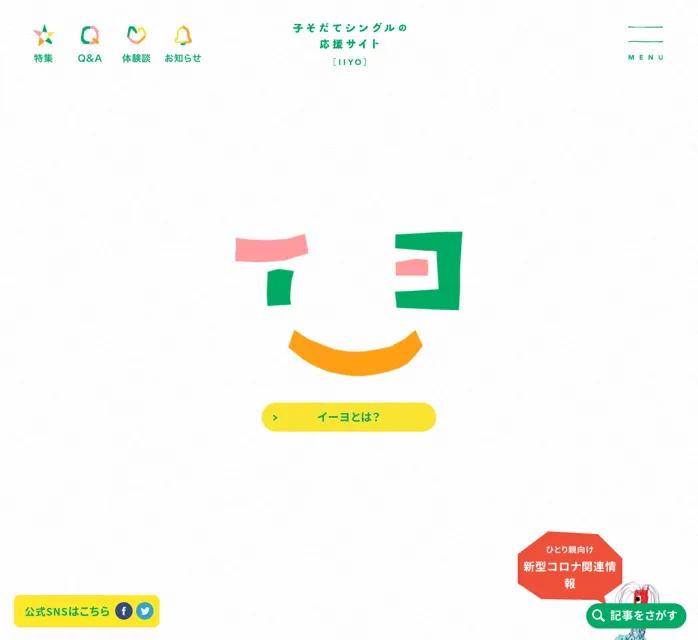 特集
Q&A
体験談
お知らせ
子そだてシングルの
応援サイト
[IIYO]
MENU
イーヨ
イーヨとは?
ひとり親向け
新型コロナ関連情
報
公式SNSはこちら
記事をさがす